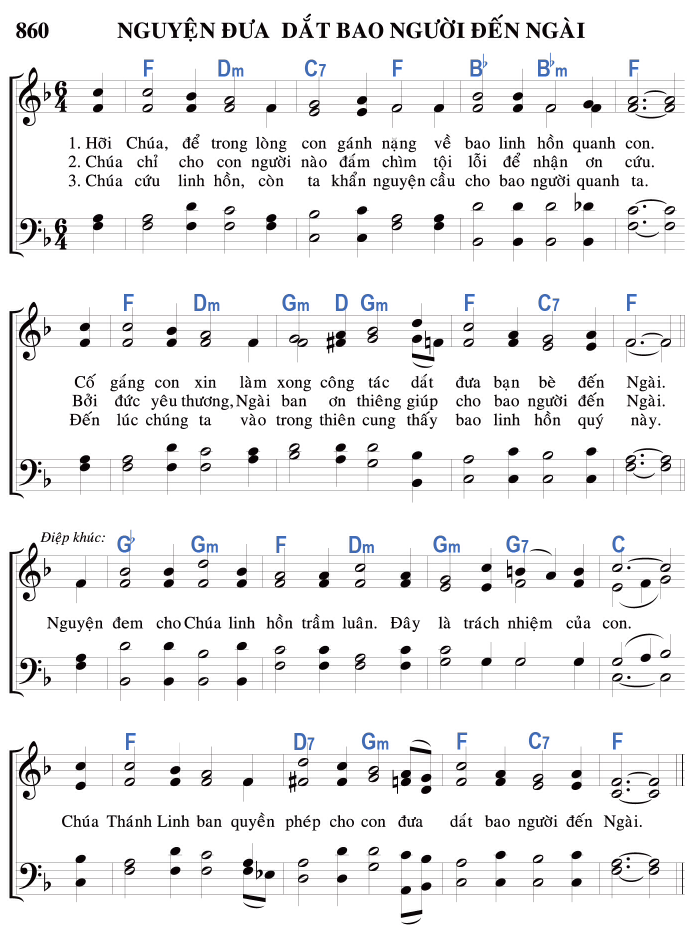 860 NGUYỆN ĐƯA DẮT BAO NGƯỜI ĐẾN NGÀI
F Dm C7 F B♭ B♭m F
6/4
1. Hỡi Chúa, để trong lòng con gánh nặng về bao linh hồn quanh con.
2. Chúa chỉ cho con người nào đấm chìm tội lỗi để nhận ơn cứu.
3. Chúa cứu linh hồn, còn ta khẩn nguyện cầu cho bao người quanh ta.
6/4
F Dm Gm D Gm F C7 F
Cố gắng con xin làm xong công tác dắt đưa bạn bè đến Ngài.
Bởi đức yêu thương, Ngài ban ơn thiêng giúp cho bao người đến Ngài.
Đến lúc chúng ta vào trong thiên cung thấy bao linh hồn quý này.
Điệp khúc: G♭ Gm F Dm Gm G7 C
Nguyện đem cho Chúa linh hồn trầm luân. Đây là trách nhiệm của con.
F D7 Gm F C7 F
Chúa Thánh Linh ban quyền phép cho con đưa dắt bao người đến Ngài.